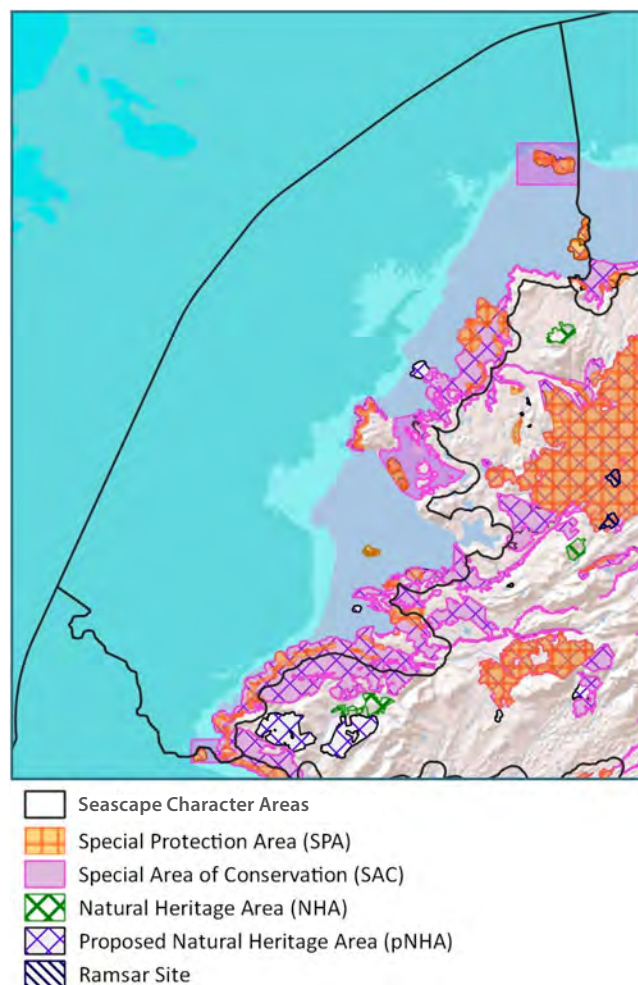 Seascape Character Areas
Special Protection Area (SPA)
Special Area of Conservation (SAC)
Natural Heritage Area (NHA)
Proposed Natural Heritage Area (pNHA)
Ramsar Site